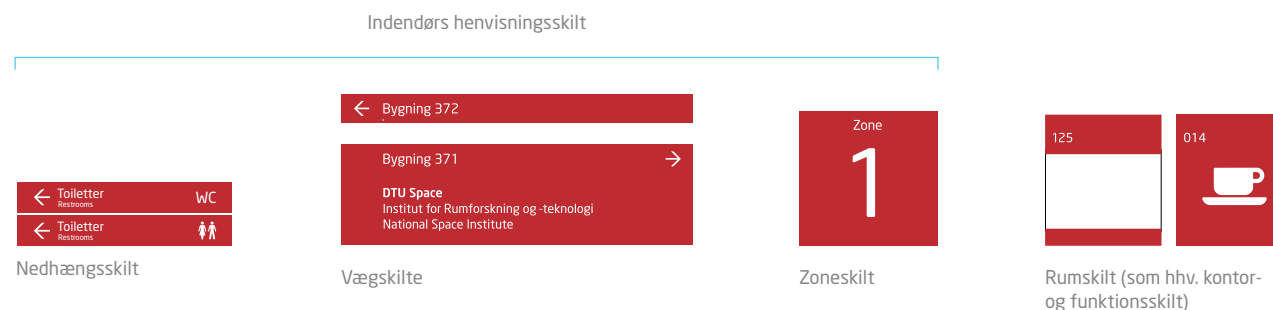 Indendørs henvisningsskilt
Toiletter
Restrooms
WC
Toiletter
Restrooms
Nedhængsskilt
Bygning 372
Bygning 371
DTU Space
Institut for Rumforskning og -teknologi
National Space Institute
Vægskilte
Zone
1
Zoneskilt
125
014
Rumskilt (som hhv. kontor-
og funktionsskilt)